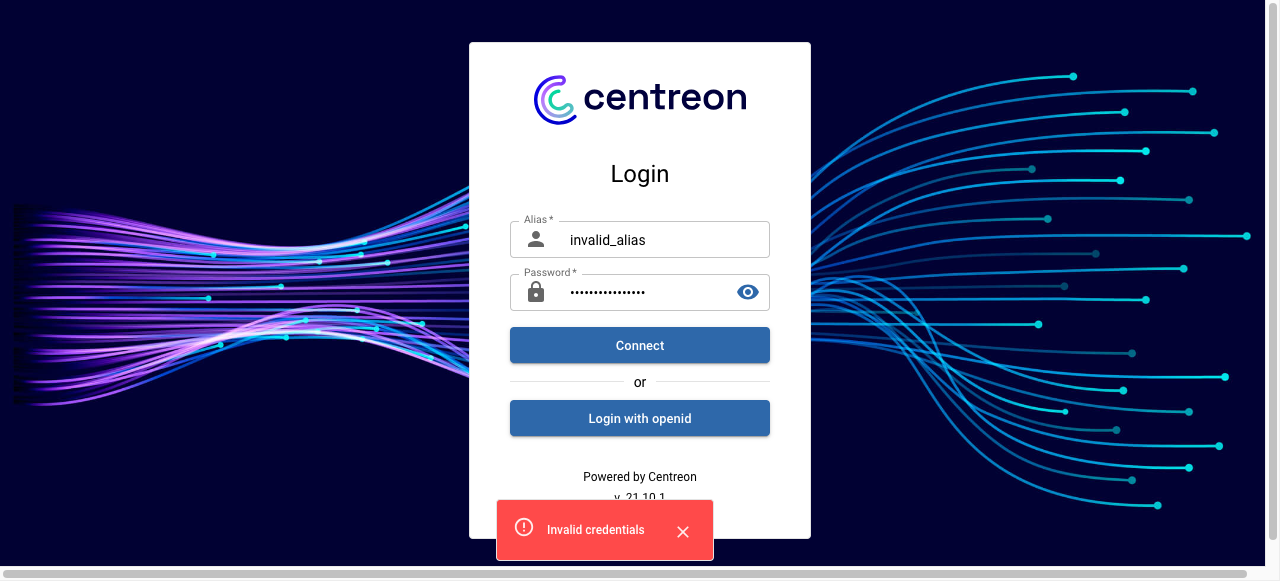 centreon
Login
Alias *
invalid_alias
Password *
••••••••••••••••
Connect
or
Login with openid
Powered by Centreon
v. 21.10.1
Invalid credentials